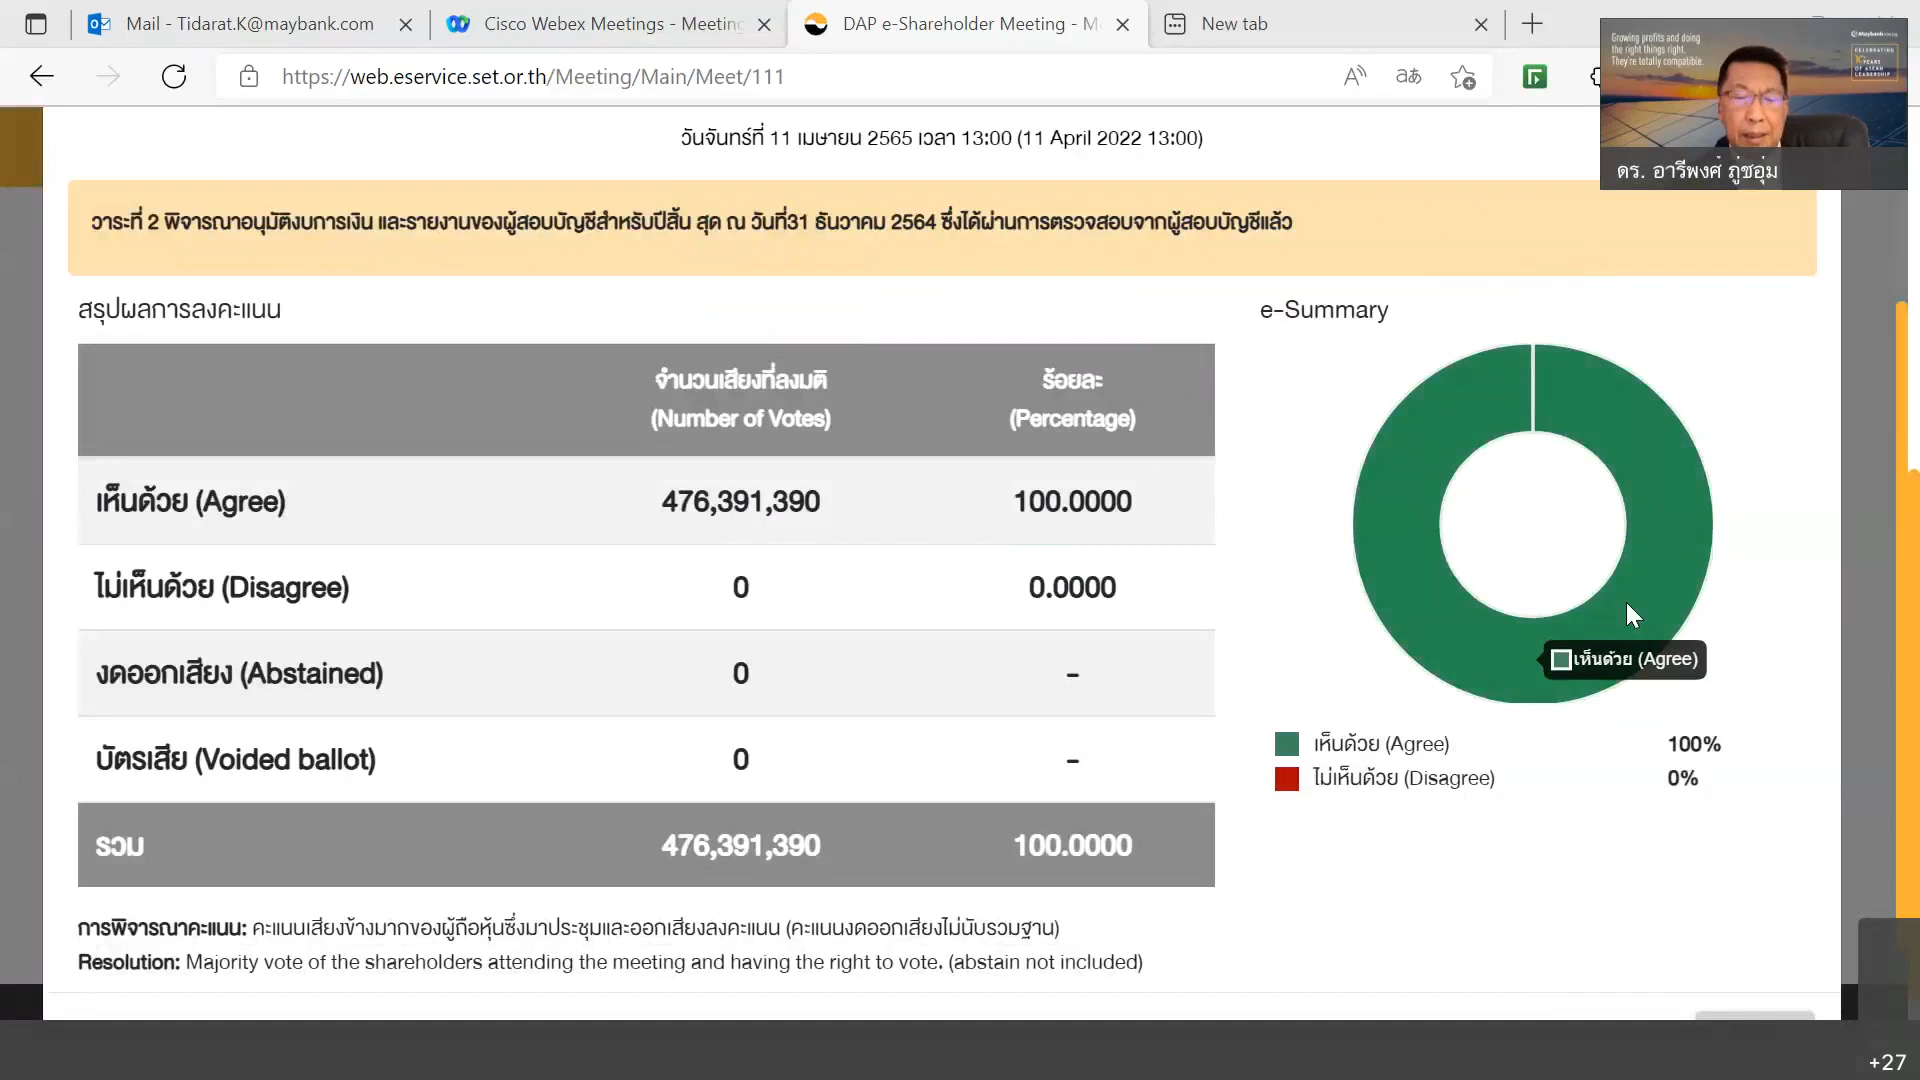 Mail - Tidarat.K@maybank.com
Cisco Webex Meetings - Meeting
DAP e-Shareholder Meeting - M
New tab
https://web.eservice.set.or.th/Meeting/Main/Meet/111
Growing profits and doing
the right things right.
They're totally compatible.
CELEBRATING
10 YEARS
OF ASEAN
LEADERSHIP
ดร. อารีพงศ์ ภู่ชอุ่ม
วันจันทร์ที่ 11 เมษายน 2565 เวลา 13:00 (11 April 2022 13:00)
วาระที่ 2 พิจารณาอนุมัติงบการเงิน และรายงานของผู้สอบบัญชีสำหรับปีสิ้น สุด ณ วันที่31 ธันวาคม 2564 ซึ่งได้ผ่านการตรวจสอบจากผู้สอบบัญชีแล้ว
สรุปผลการลงคะแนน
e-Summary
จำนวนเสียงที่ลงมติ ร้อยละ
(Number of Votes) (Percentage)
เห็นด้วย (Agree) 476,391,390 100.0000
ไม่เห็นด้วย (Disagree) 0 0.0000
งดออกเสียง (Abstained) 0 -
บัตรเสีย (Voided ballot) 0 -
รวม 476,391,390 100.0000
เห็นด้วย (Agree)
เห็นด้วย (Agree) 100%
ไม่เห็นด้วย (Disagree) 0%
การพิจารณาคะแนน: คะแนนเสียงข้างมากของผู้ถือหุ้นซึ่งมาประชุมและออกเสียงลงคะแนน (คะแนนงดออกเสียงไม่นับรวมฐาน)
Resolution: Majority vote of the shareholders attending the meeting and having the right to vote. (abstain not included)
+27